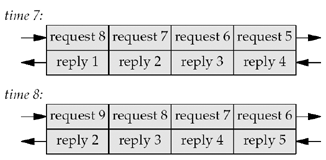 time 7:
request 8 request 7 request 6 request 5
reply 1 reply 2 reply 3 reply 4
time 8:
request 9 request 8 request 7 request 6
reply 2 reply 3 reply 4 reply 5